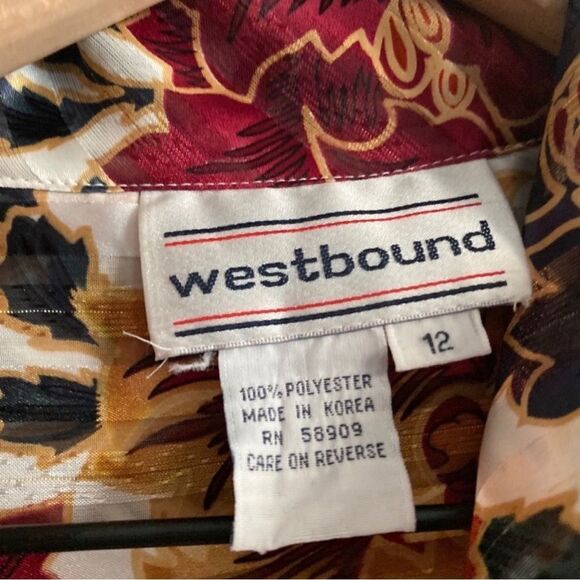 westbound
12
100% POLYESTER
MADE IN KOREA
RN 58909
CARE ON REVERSE